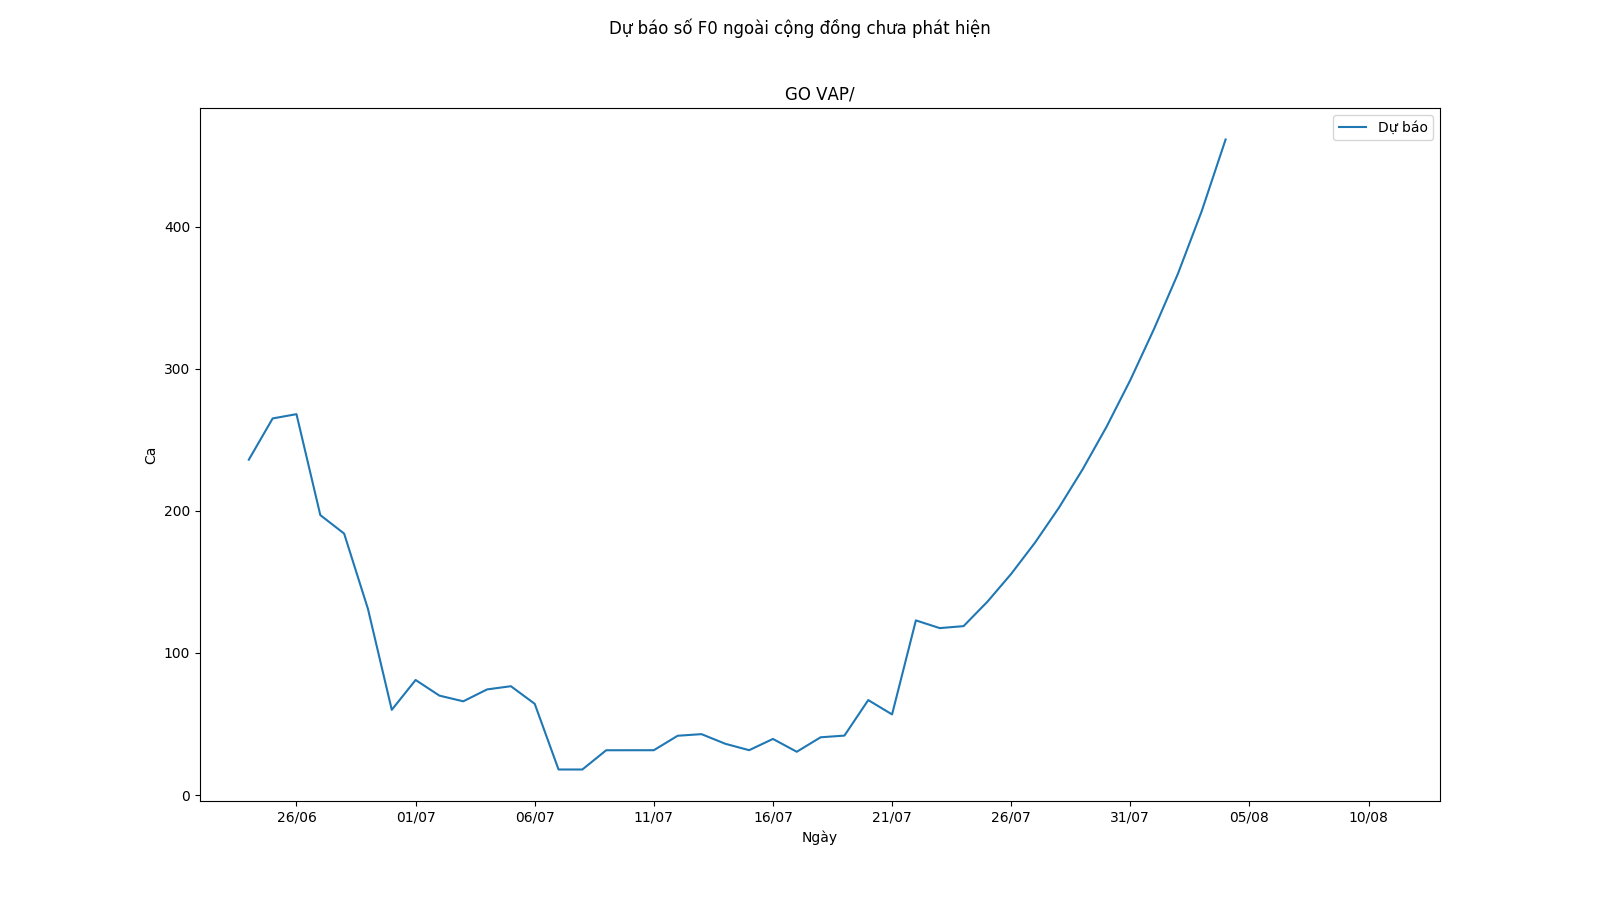 Dự báo số F0 ngoài cộng đồng chưa phát hiện
GO VAP/
Dự báo
400
300
200
100
0
Ca
26/06 01/07 06/07 11/07 16/07 21/07 26/07 31/07 05/08 10/08
Ngày